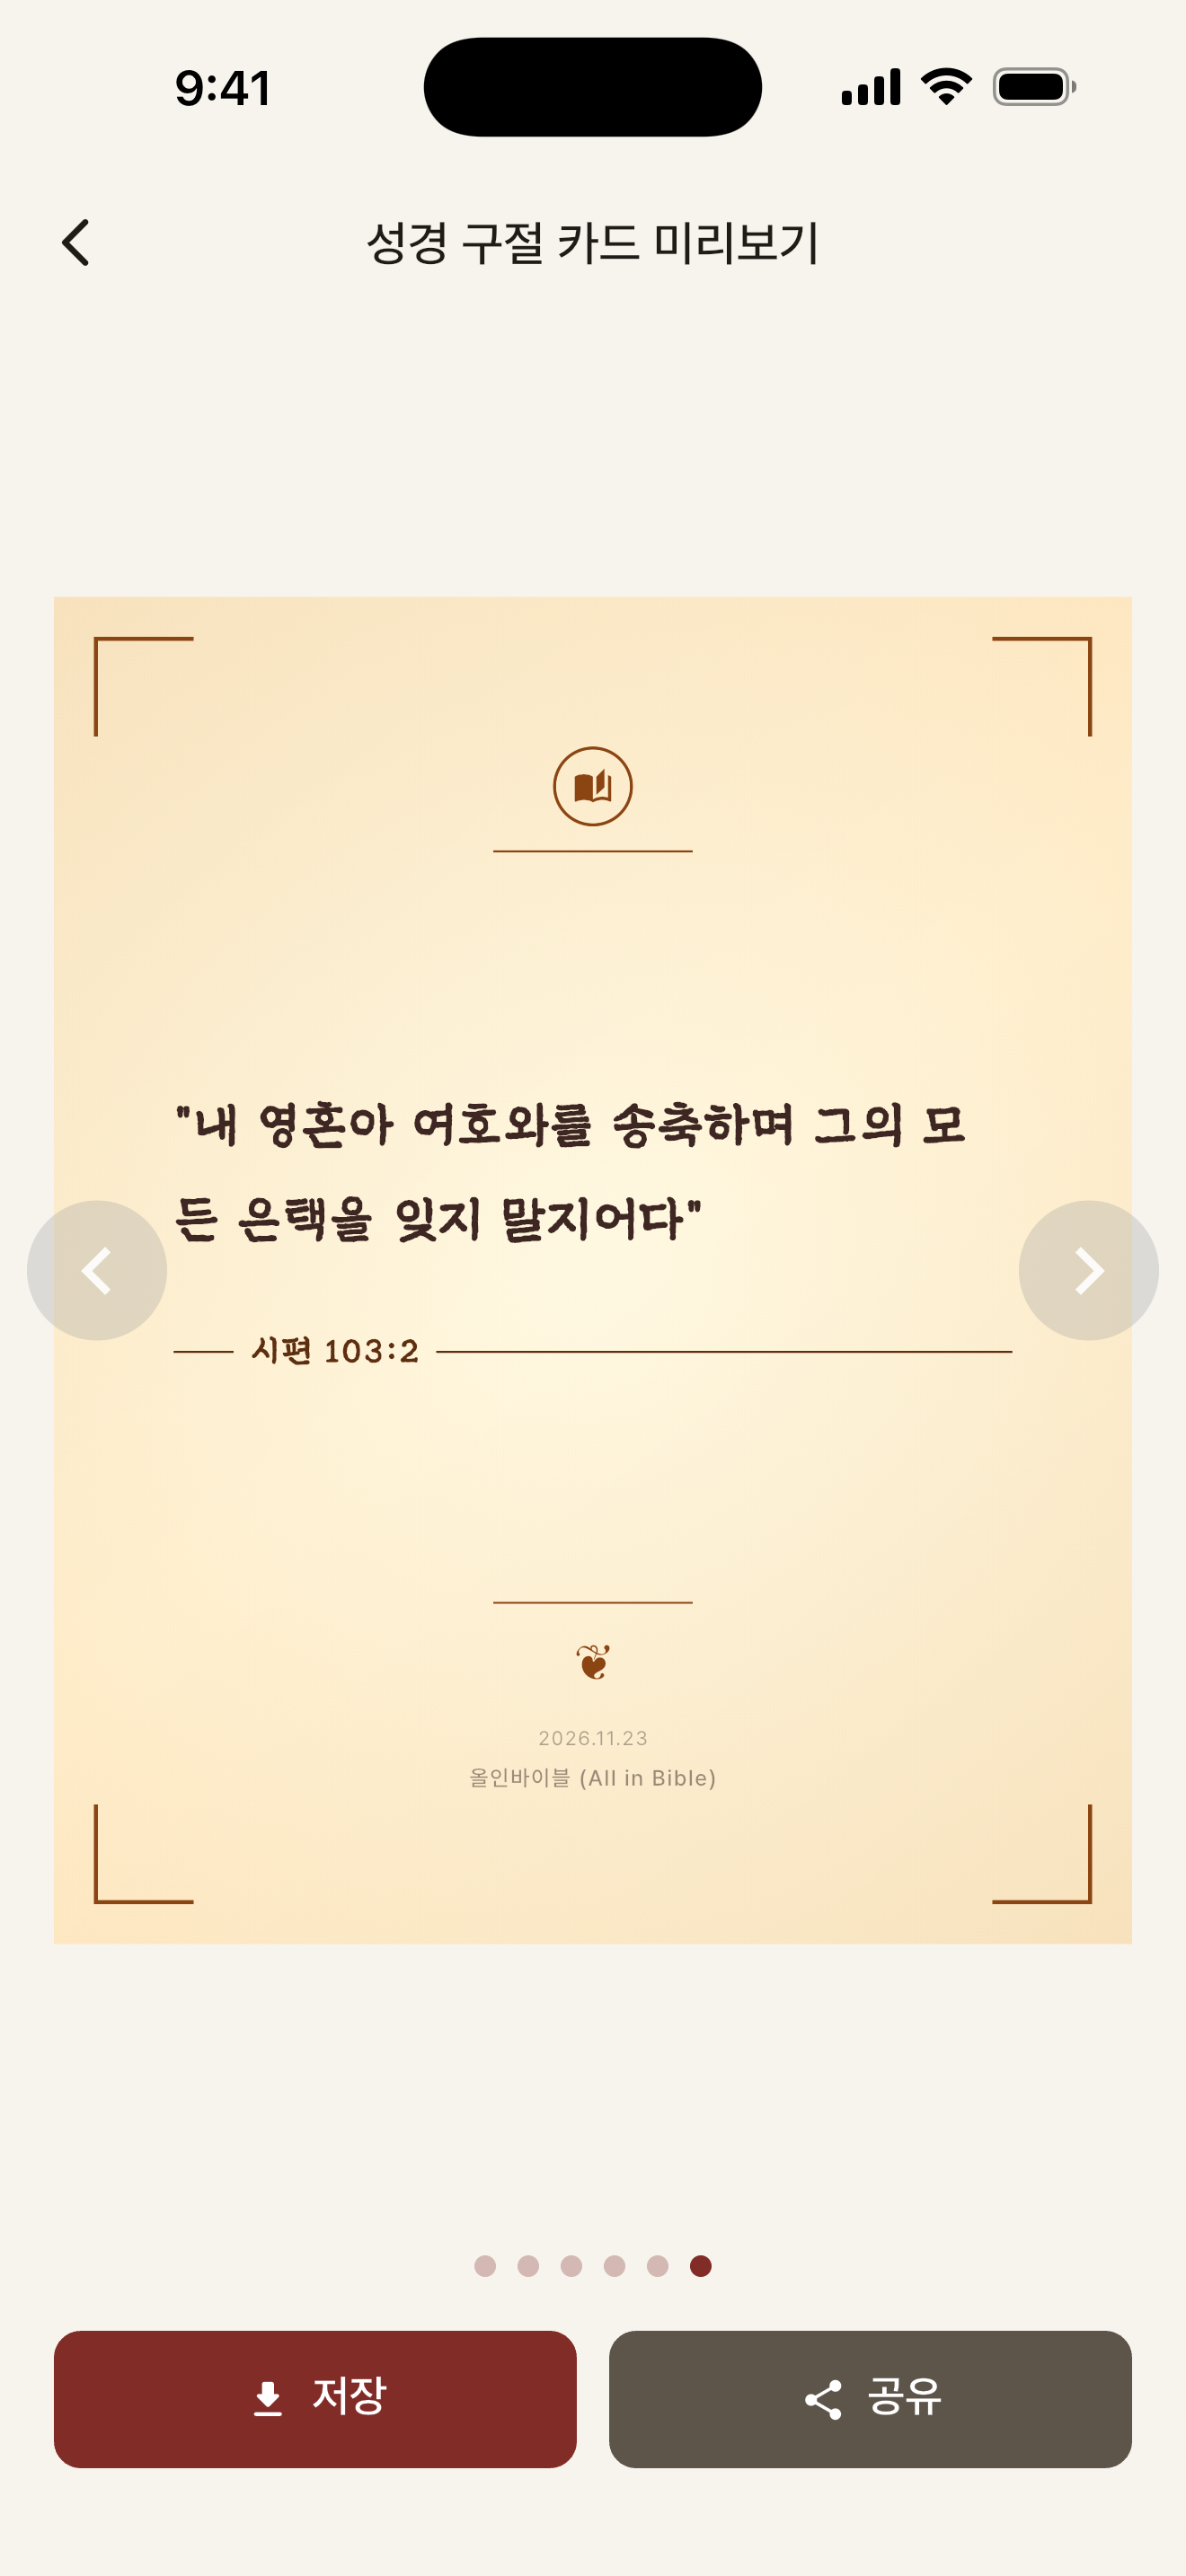 9:41
성경 구절 카드 미리보기
"내 영혼아 여호와를 송축하며 그의 모
든 은택을 잊지 말지어다"
시편 103:2
2026.11.23
올인바이블 (All in Bible)
저장
공유